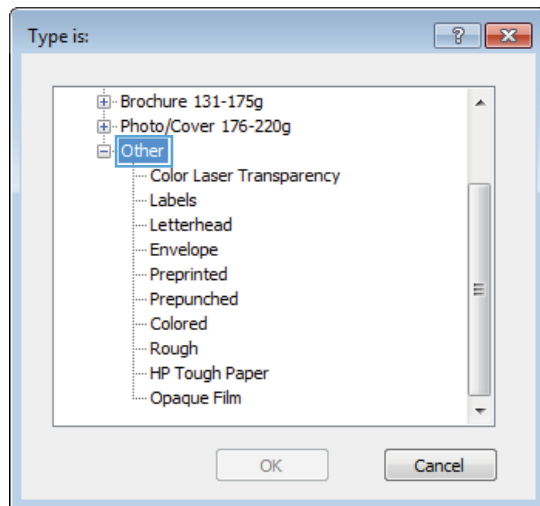 Type is:
Brochure 131-175g
Photo/Cover 176-220g
Other
Color Laser Transparency
Labels
Letterhead
Envelope
Preprinted
Prepunched
Colored
Rough
HP Tough Paper
Opaque Film
OK
Cancel